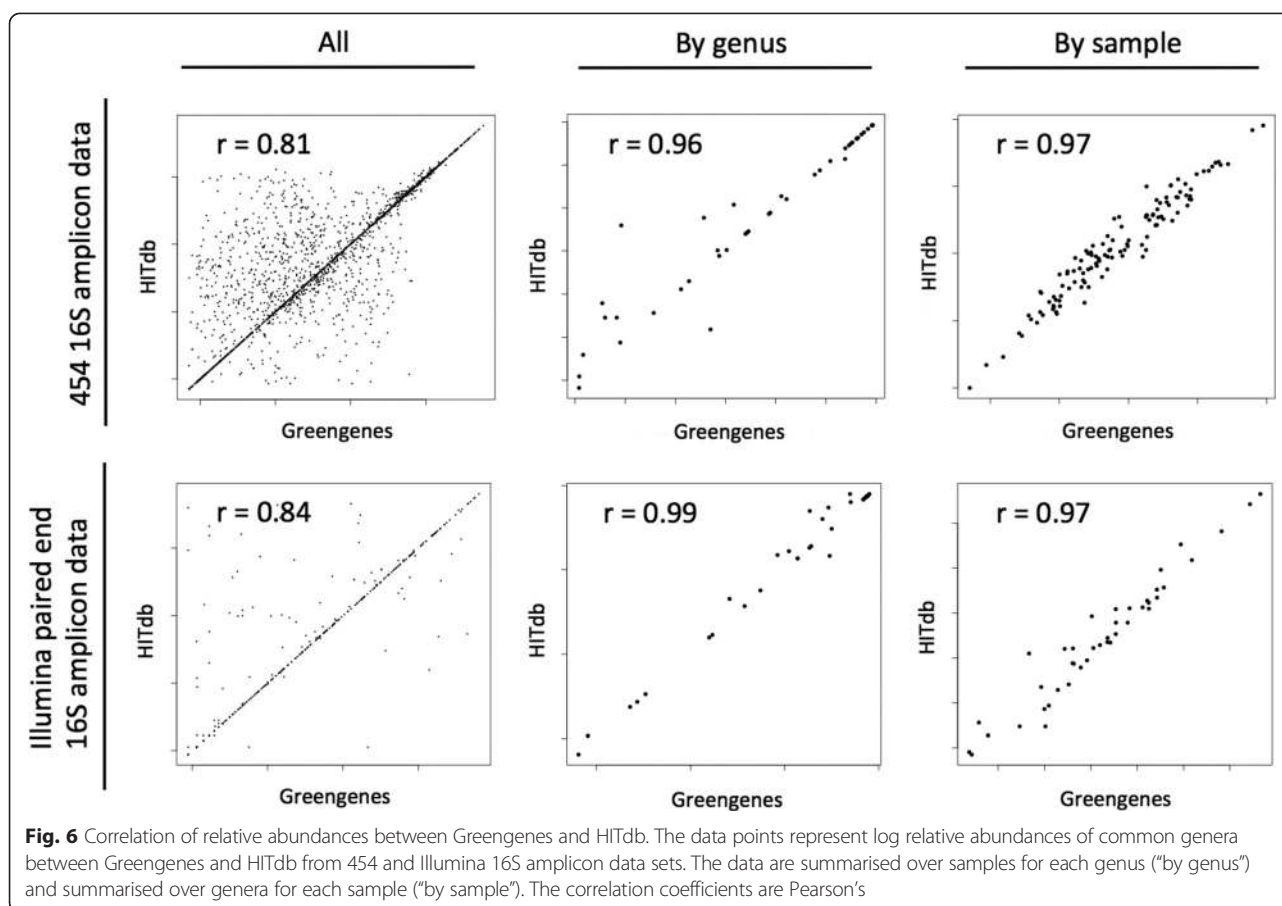 All
By genus
By sample
454 16S amplicon data
r = 0.81
HITdb
Greengenes
r = 0.96
HITdb
Greengenes
r = 0.97
HITdb
Greengenes
Illumina paired end
16S amplicon data
r = 0.84
HITdb
Greengenes
r = 0.99
HITdb
Greengenes
r = 0.97
HITdb
Greengenes
Fig. 6 Correlation of relative abundances between Greengenes and HITdb. The data points represent log relative abundances of common genera
between Greengenes and HITdb from 454 and Illumina 16S amplicon data sets. The data are summarised over samples for each genus (“by genus”)
and summarised over genera for each sample (“by sample”). The correlation coefficients are Pearson’s